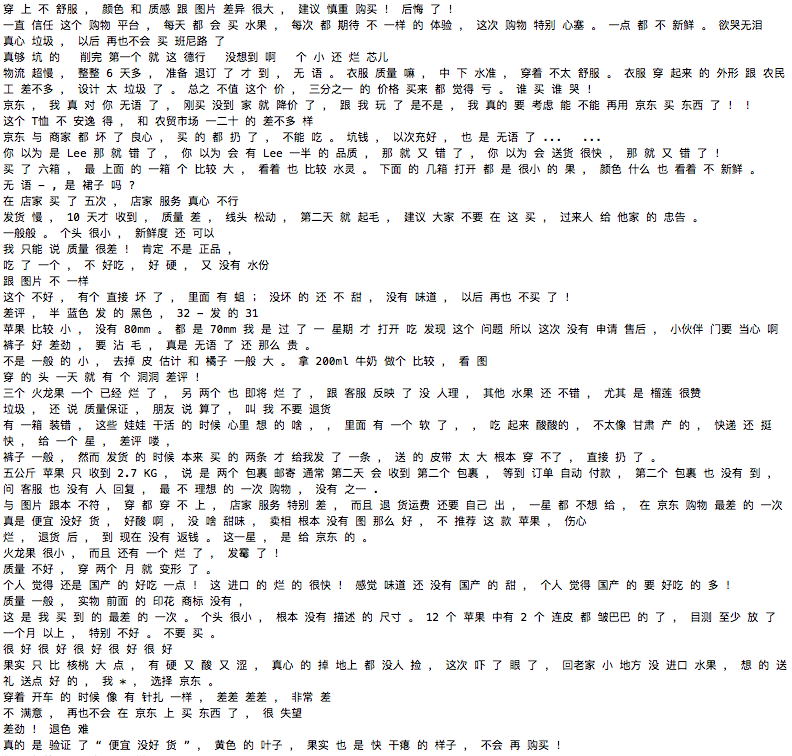 穿 上 不 舒服 ， 颜色 和 质感 跟 图片 差异 很大 ， 建议 慎重 购买 ！ 后悔 了 ！
一直 信任 这个 购物 平台 ， 每天 都 会 买 水果 ， 每次 都 期待 不 一样 的 体验 ， 这次 购物 特别 心塞 。 一点 都 不 新鲜 。 欲哭无泪
真心 垃圾 ， 以后 再也不会 买 班尼路 了
真够 坑 的 削完 第一个 就 这 德行 没想到 啊 个 小 还 烂 芯儿
物流 超慢 ， 整整 6 天多 ， 准备 退订 了 才 到 ， 无 语 。 衣服 质量 嘛 ， 中 下 水准 ， 穿着 不太 舒服 。 衣服 穿 起来 的 外形 跟 农民
工 差不多 ， 设计 太 垃圾 了 。 总之 不值 这个 价 ， 三分之一 的 价格 买来 都 觉得 亏 。 谁 买 谁 哭 ！
京东 ， 我 真 对 你 无语 了 ， 刚买 没到 家 就 降价 了 ， 跟 我 玩 了 是不是 ， 我 真的 要 考虑 能 不能 再用 京东 买 东西 了 ！ ！
这个 T恤 不 安逸 得 ， 和 农贸市场 一二十 的 差不多 样
京东 与 商家 都 坏 了 良心 ， 买 的 都 扔 了 ， 不能 吃 。 坑钱 ， 以次充好 ， 也 是 无语 了 ... ...
你 以为 是 Lee 那 就 错 了 ， 你 以为 会 有 Lee 一半 的 品质 ， 那 就 又 错 了 ， 你 以为 会 送货 很快 ， 那 就 又 错 了 ！
买 了 六箱 ， 最 上面 的 一箱 个 比较 大 ， 看着 也 比较 水灵 。 下面 的 几箱 打开 都 是 很小 的 果 ， 颜色 什么 也 看着 不 新鲜 。
无 语 - , 是 裙子 吗 ?
在 店家 买 了 五次 ， 店家 服务 真心 不行
发货 慢 ， 10 天才 收到 ， 质量 差 ， 线头 松动 ， 第二天 就 起毛 ， 建议 大家 不要 在 这 买 ， 过来人 给 他家 的 忠告 。
一般般 。 个头 很小 ， 新鲜度 还 可以
我 只能 说 质量 很差 ！ 肯定 不是 正品 ，
吃 了 一个 ， 不 好吃 ， 好 硬 ， 又 没有 水份
跟 图片 不 一样
这个 不好 ， 有个 直接 坏 了 ， 里面 有 蛆 ； 没坏 的 还 不 甜 ， 没有 味道 ， 以后 再也 不买 了 ！
差评 ， 半 蓝色 发 的 黑色 ， 32 - 发 的 31
苹果 比较 小 ， 没有 80mm 。 都 是 70mm 我 是 过 了 一 星期 才 打开 吃 发现 这个 问题 所以 这次 没有 申请 售后 ， 小伙伴 门要 当心 啊
裤子 好 差劲 ， 要 沾 毛 ， 真是 无语 了 还 那么 贵 。
不是 一般 的 小 ， 去掉 皮 估计 和 橘子 一般 大 。 拿 200ml 牛奶 做个 比较 ， 看 图
穿 的 头 一天 就 有 个 洞洞 差评 ！
三个 火龙果 一个 已经 烂 了 ， 另 两个 也 即将 烂 了 ， 跟 客服 反映 了 没 人理 ， 其他 水果 还 不错 ， 尤其 是 榴莲 很赞
垃圾 ， 还 说 质量保证 ， 朋友 说 算了 ， 叫 我 不要 退货
有 一箱 装错 ， 这些 娃娃 干活 的 时候 心里 想 的 啥 ， ， 里面 有 一个 软 了 ， ， 吃 起来 酸酸的 ， 不太像 甘肃 产 的 ， 快递 还 挺
快 ， 给 一个 星 ， 差评 喽 ，
裤子 一般 ， 然而 发货 的 时候 本来 买 的 两条 才 给我发 了 一条 ， 送 的 皮带 太 大 根本 穿 不了 ， 直接 扔 了 。
五公斤 苹果 只 收到 2.7 KG ， 说 是 两个 包裹 邮寄 通常 第二天 会 收到 第二个 包裹 ， 等到 订单 自动 付款 ， 第二个 包裹 也 没有 到 ，
问 客服 也 没有 人 回复 ， 最 不 理想 的 一次 购物 ， 没有 之一 .
与 图片 跟本 不符 ， 穿 都 穿 不 上 ， 店家 服务 特别 差 ， 而且 退 货运费 还要 自己 出 ， 一星 都 不想 给 ， 在 京东 购物 最差 的 一次
真是 便宜 没好 货 ， 好酸 啊 ， 没 啥 甜味 ， 卖相 根本 没有 图 那么 好 ， 不 推荐 这 款 苹果 ， 伤心
烂 ， 退货 后 ， 到 现在 没有 返钱 。 这一星 ， 是 给 京东 的 。
火龙果 很小 ， 而且 还有 一个 烂 了 ， 发霉 了 ！
质量 不好 ， 穿 两个 月 就 变形 了 。
个人 觉得 还是 国产 的 好吃 一点 ！ 这 进口 的 烂 的 很快 ！ 感觉 味道 还 没有 国产 的 甜 ， 个人 觉得 国产 的 要 好吃 的 多 ！
质量 一般 ， 实物 前面 的 印花 商标 没有 ，
这 是 我 买 到 的 最差 的 一次 。 个头 很小 ， 根本 没有 描述 的 尺寸 。 12 个 苹果 中有 2 个 连皮 都 皱巴巴 的 了 ， 目测 至少 放 了
一个月 以上 ， 特别 不好 。 不要 买 。
很 好 很 好 很 好 很 好 很 好
果实 只 比 核桃 大 点 ， 有 硬 又 酸 又 涩 ， 真心 的 掉 地上 都 没人 捡 ， 这次 吓 了 眼 了 ， 回老家 小 地方 没 进口 水果 ， 想 的 送
礼 送点 好 的 ， 我 * ， 选择 京东 。
穿着 开车 的 时候 像 有 针扎 一样 ， 差差 差差 ， 非常 差
不 满意 ， 再也不会 在 京东 上 买 东西 了 ， 很 失望
差劲 ！ 退色 难
真的 是 验证 了 “ 便宜 没好 货 ” ， 黄色 的 叶子 ， 果实 也 是 快 干瘪 的 样子 ， 不会 再 购买 ！